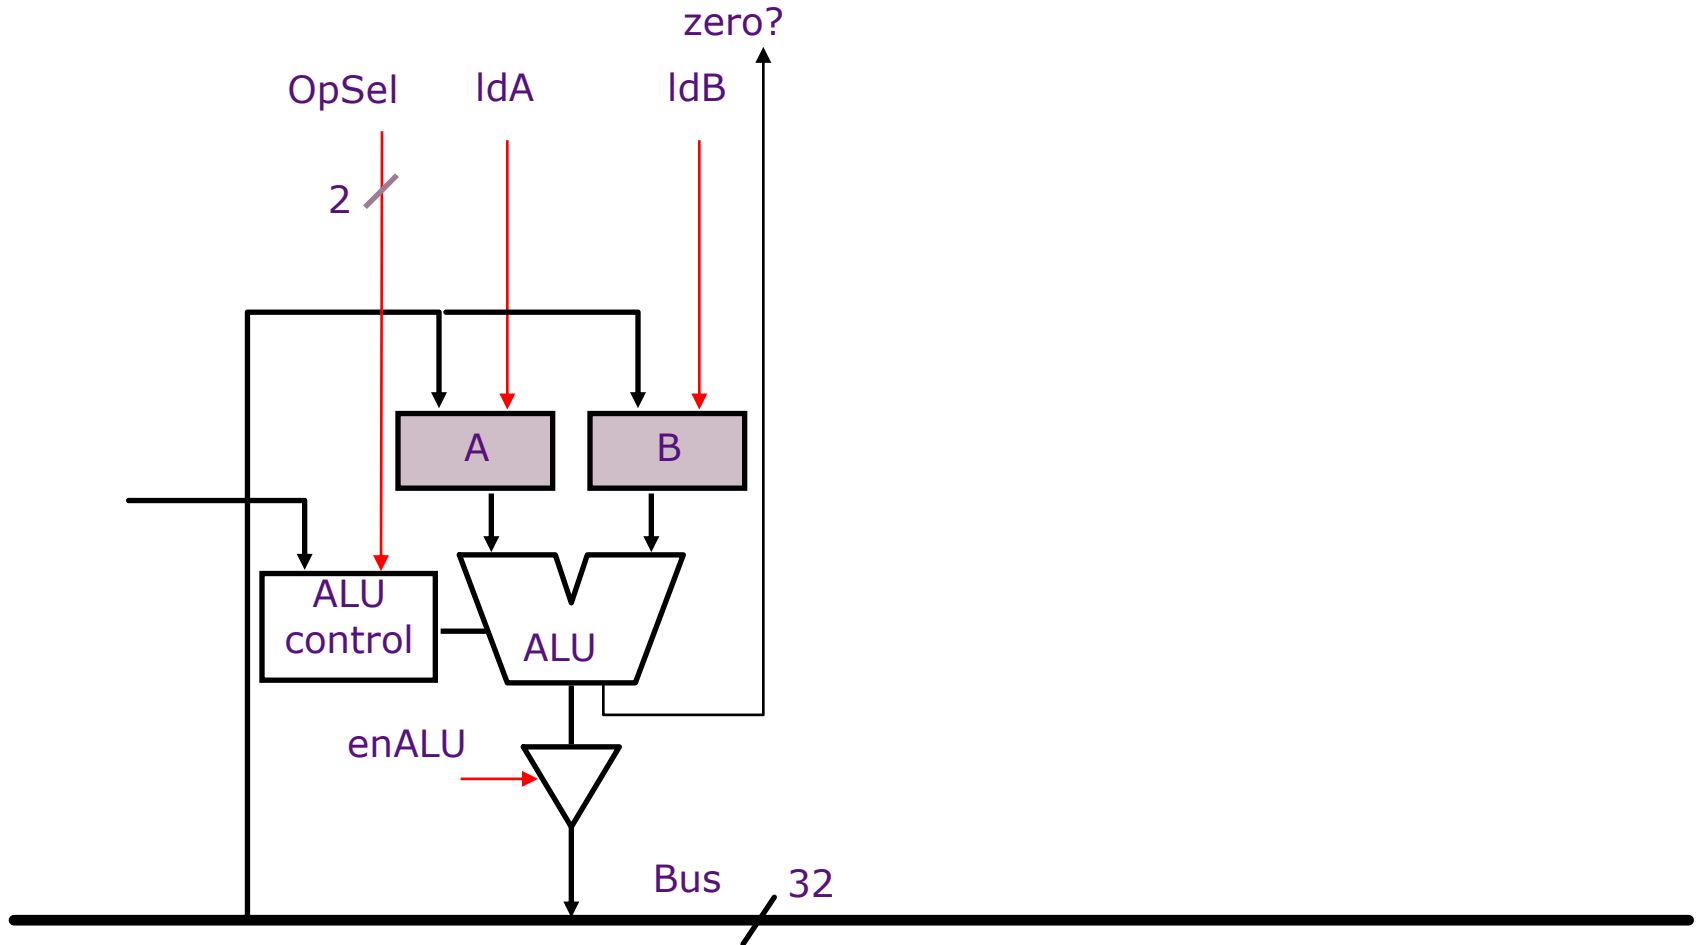 zero?
OpSel
ldA
ldB
2
A
B
ALU
control
ALU
enALU
Bus
32